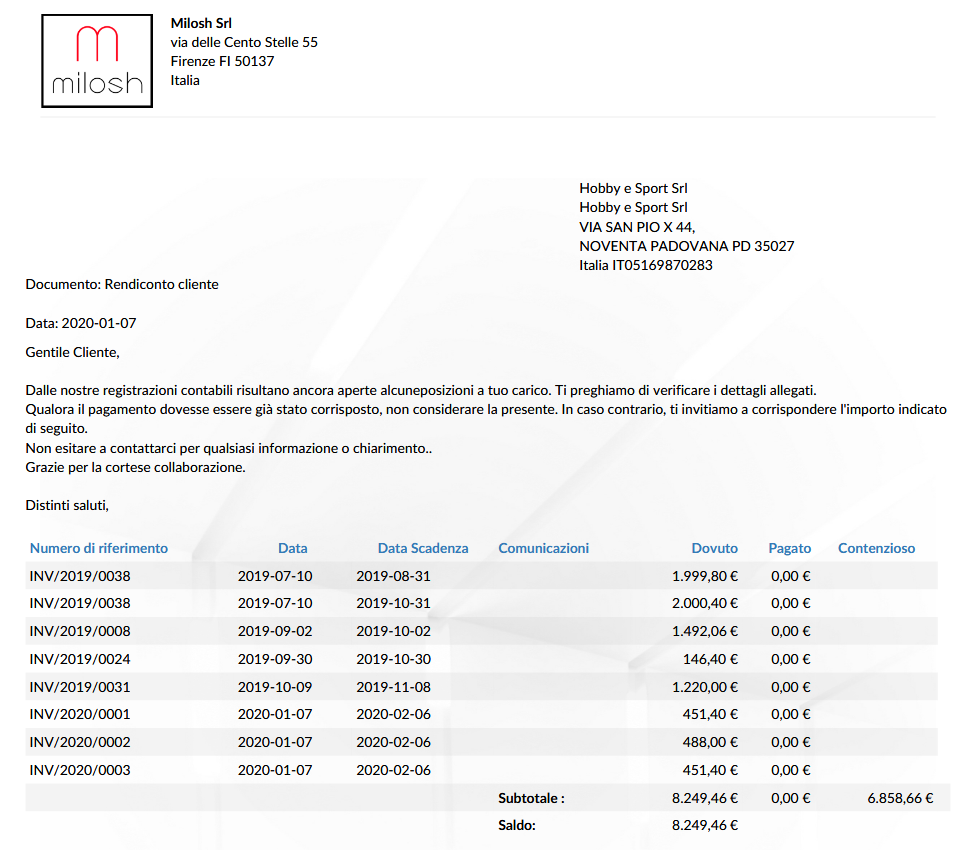 milosh
Milosh Srl
via delle Cento Stelle 55
Firenze FI 50137
Italia
Hobby e Sport Srl
Hobby e Sport Srl
VIA SAN PIO X 44,
NOVENTA PADOVANA PD 35027
Italia IT05169870283
Documento: Rendiconto cliente
Data: 2020-01-07
Gentile Cliente,
Dalle nostre registrazioni contabili risultano ancora aperte alcuneposizioni a tuo carico. Ti preghiamo di verificare i dettagli allegati.
Qualora il pagamento dovesse essere già stato corrisposto, non considerare la presente. In caso contrario, ti invitiamo a corrispondere l'importo indicato
di seguito.
Non esitare a contattarci per qualsiasi informazione o chiarimento..
Grazie per la cortese collaborazione.
Distinti saluti,
Numero di riferimento Data Data Scadenza Comunicazioni Dovuto Pagato Contenzioso
INV/2019/0038 2019-07-10 2019-08-31 1.999,80 € 0,00 €
INV/2019/0038 2019-07-10 2019-10-31 2.000,40 € 0,00 €
INV/2019/0008 2019-09-02 2019-10-02 1.492,06 € 0,00 €
INV/2019/0024 2019-09-30 2019-10-30 146,40 € 0,00 €
INV/2019/0031 2019-10-09 2019-11-08 1.220,00 € 0,00 €
INV/2020/0001 2020-01-07 2020-02-06 451,40 € 0,00 €
INV/2020/0002 2020-01-07 2020-02-06 488,00 € 0,00 €
INV/2020/0003 2020-01-07 2020-02-06 451,40 € 0,00 €
Subtotale : 8.249,46 € 0,00 € 6.858,66 €
Saldo: 8.249,46 €